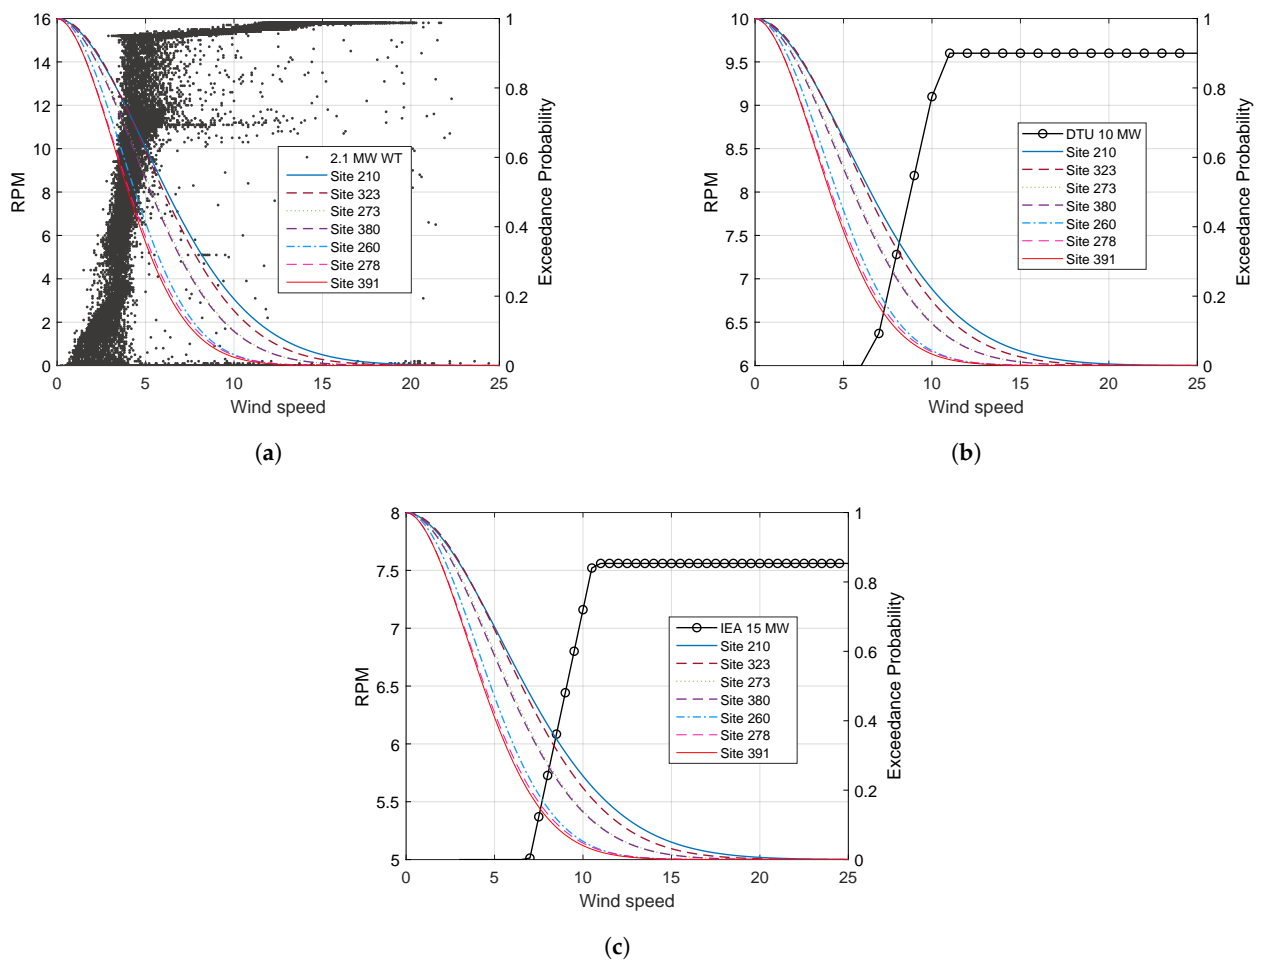 16
14
12
10
8
6
4
2
0
RPM
0 5 10 15 20 25
Wind speed
1
0.8
0.6
0.4
0.2
0
Exceedance Probability
2.1 MW WT
Site 210
Site 323
Site 273
Site 380
Site 260
Site 278
Site 391
(a)
10
9.5
9
8.5
8
7.5
7
6.5
6
RPM
0 5 10 15 20 25
Wind speed
1
0.8
0.6
0.4
0.2
0
Exceedance Probability
DTU 10 MW
Site 210
Site 323
Site 273
Site 380
Site 260
Site 278
Site 391
(b)
8
7.5
7
6.5
6
5.5
5
RPM
0 5 10 15 20 25
Wind speed
1
0.8
0.6
0.4
0.2
0
Exceedance Probability
IEA 15 MW
Site 210
Site 323
Site 273
Site 380
Site 260
Site 278
Site 391
(c)